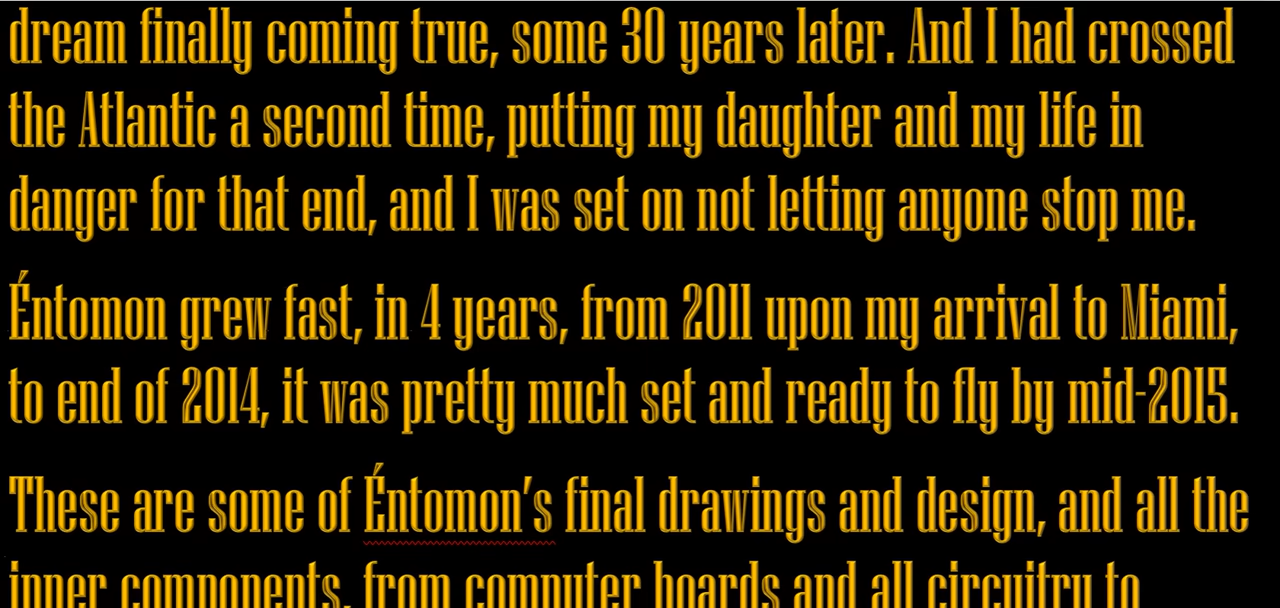 dream finally coming true, some 30 years later. And I had crossed
the Atlantic a second time, putting my daughter and my life in
danger for that end, and I was set on not letting anyone stop me.
Éntomon grew fast, in 4 years, from 2011 upon my arrival to Miami,
to end of 2014, it was pretty much set and ready to fly by mid-2015.
These are some of Éntomon's final drawings and design, and all the
inner components, from computer boards and all circuitry to